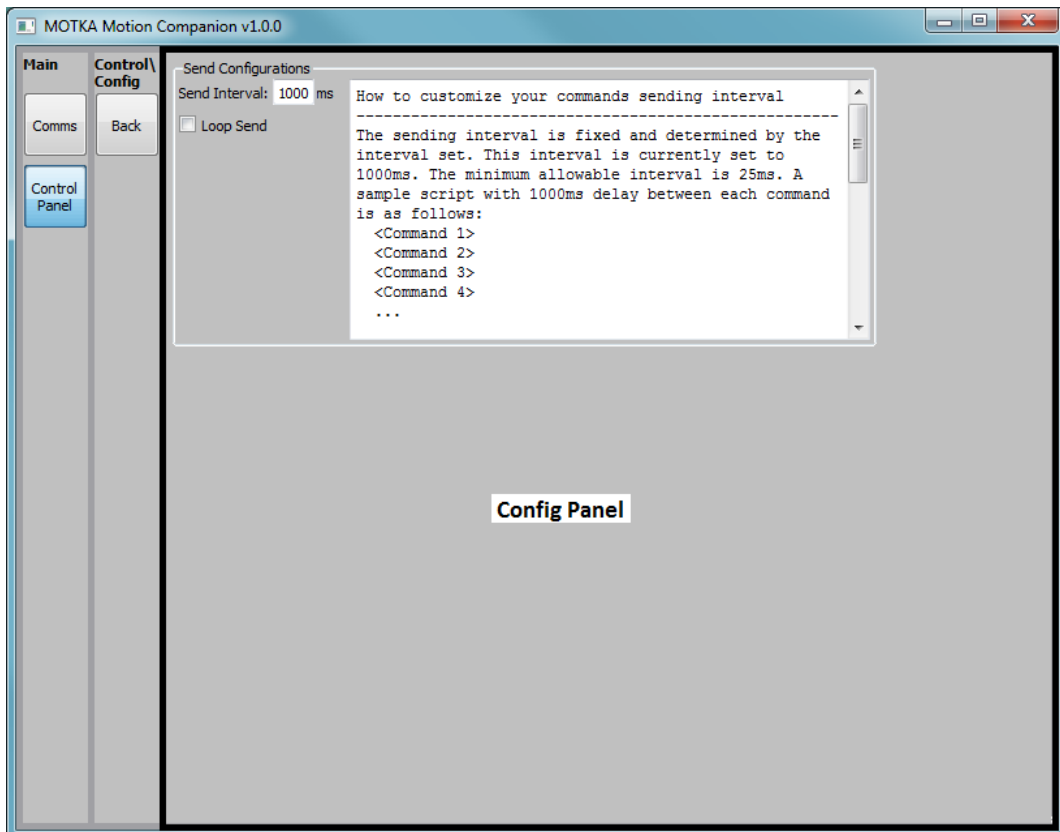 MOTKA Motion Companion v1.0.0
Main
Comms
Control
Panel
Control\
Config
Back
Send Configurations
Send Interval: 1000 ms
Loop Send
How to customize your commands sending interval
-----------------------------------------------------
The sending interval is fixed and determined by the
interval set. This interval is currently set to
1000ms. The minimum allowable interval is 25ms. A
sample script with 1000ms delay between each command
is as follows:
<Command 1>
<Command 2>
<Command 3>
<Command 4>
...
Config Panel